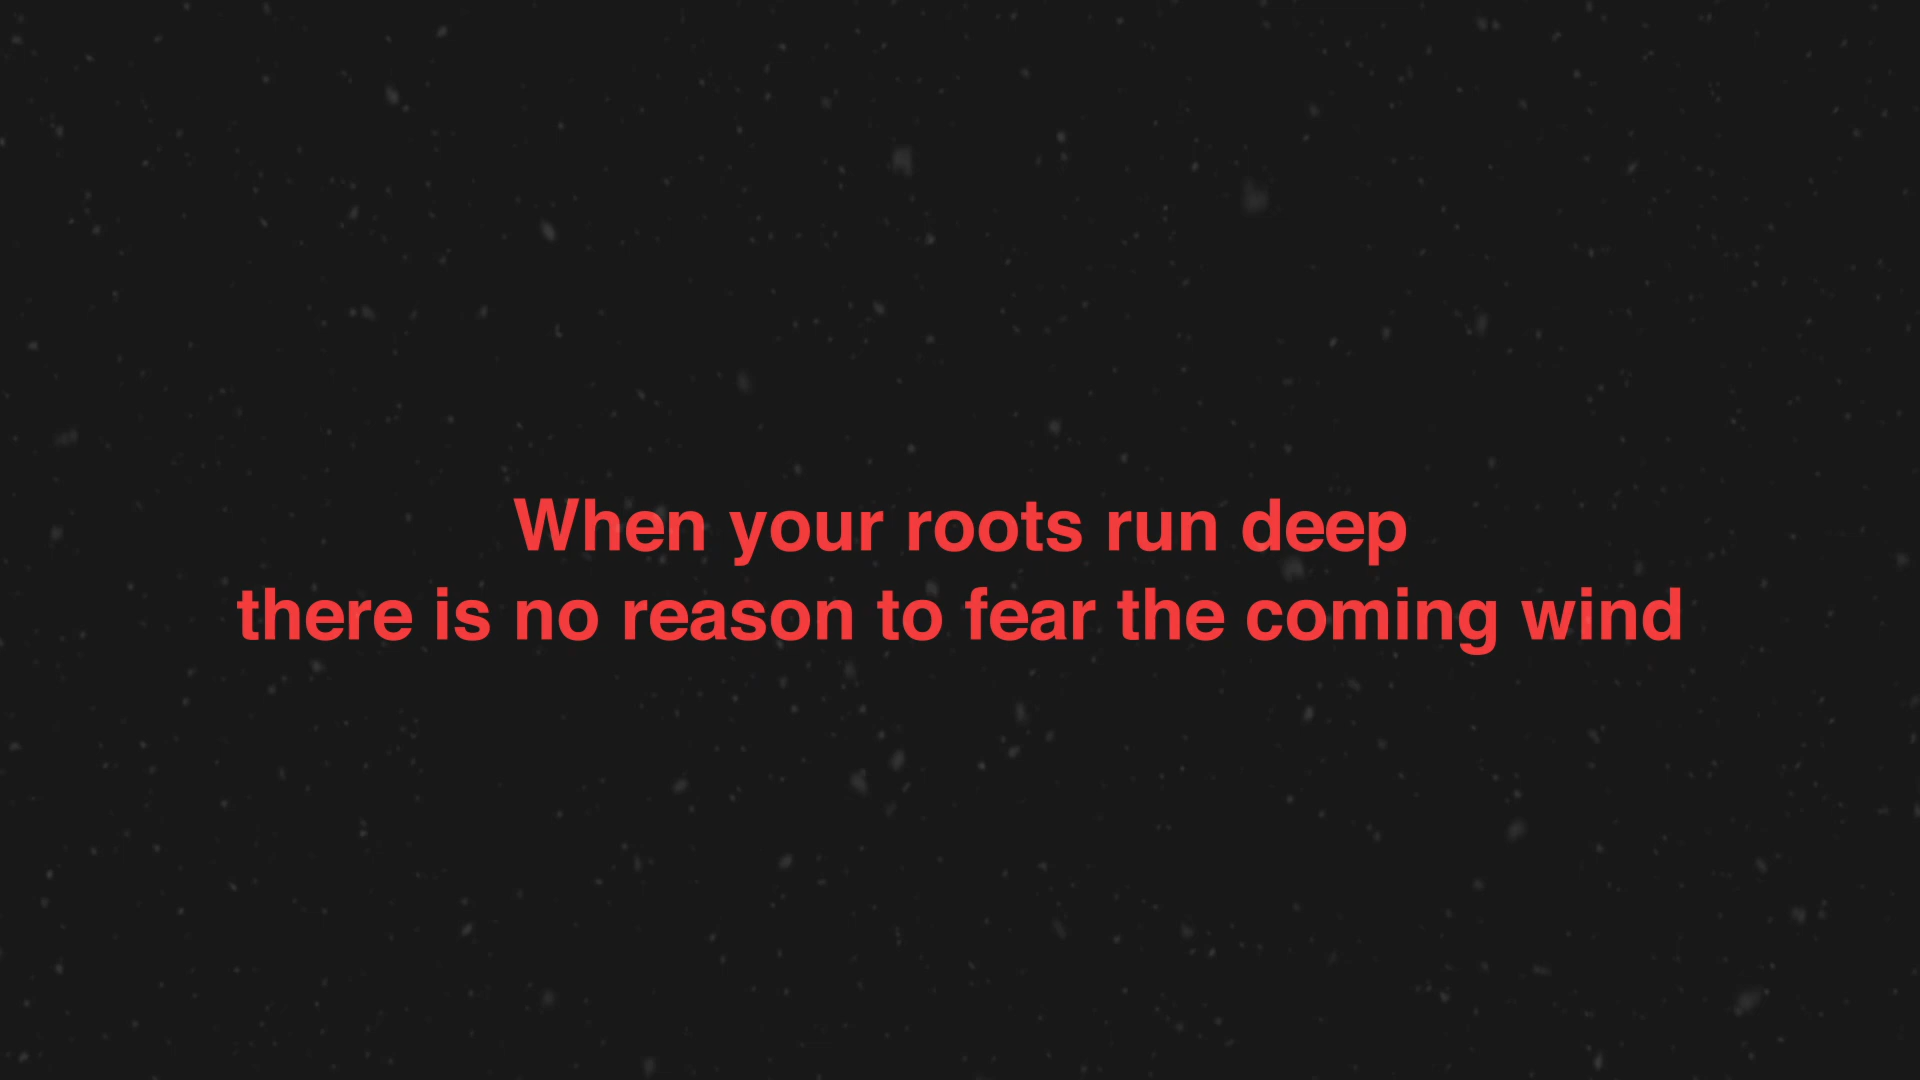 When your roots run deep
there is no reason to fear the coming wind